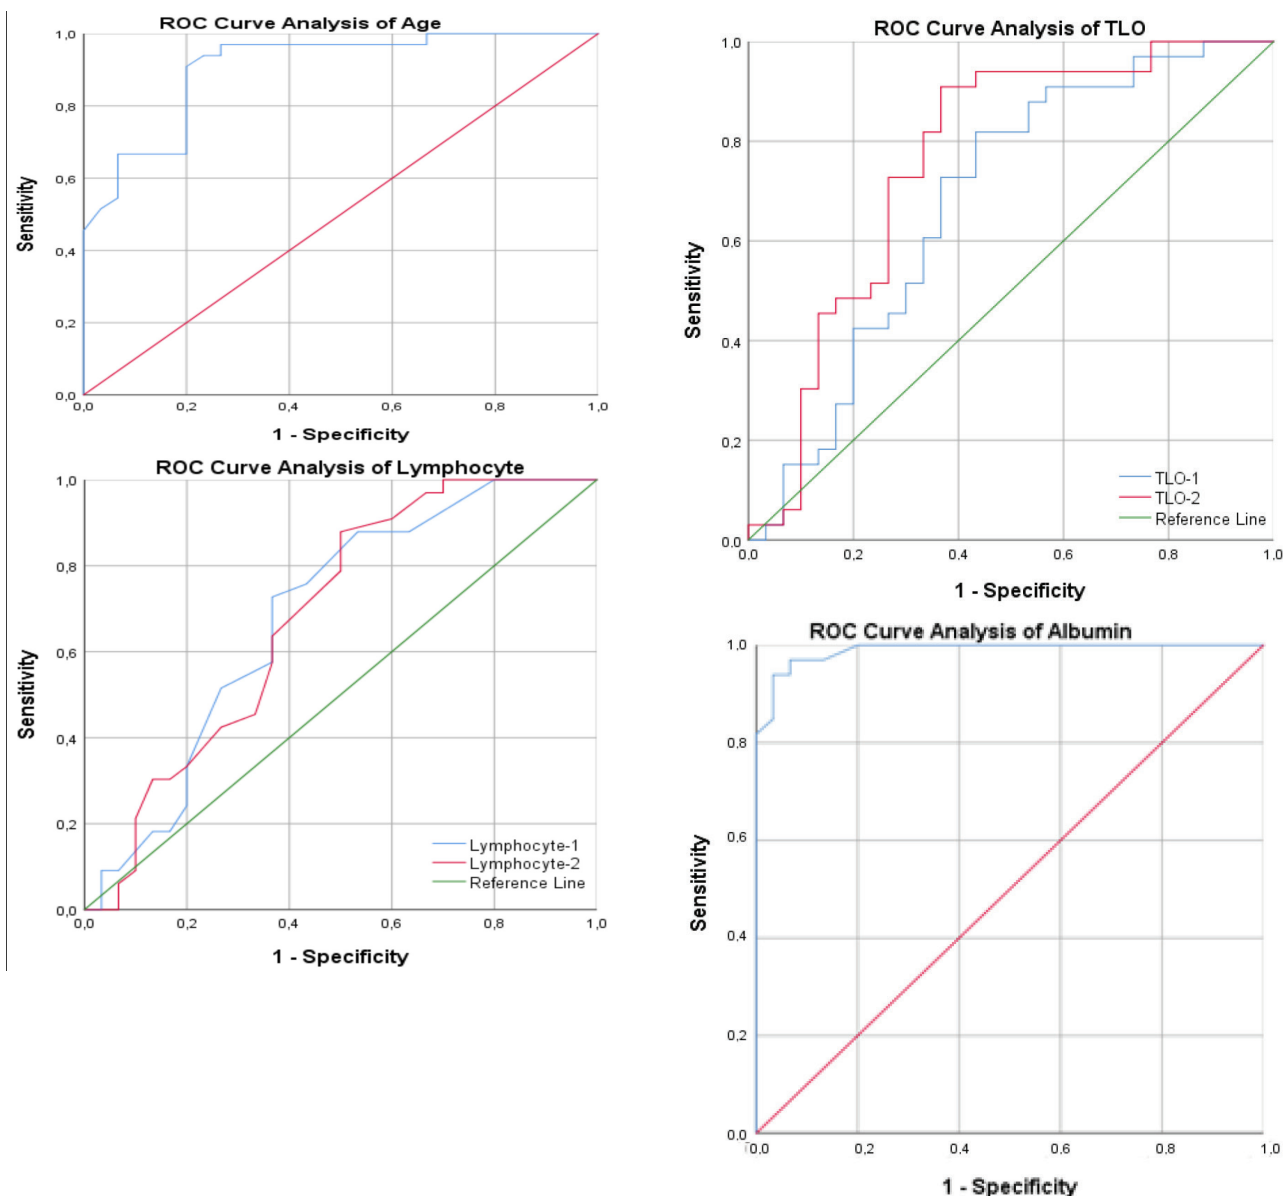 ROC Curve Analysis of Age
1,0
0,8
0,6
0,4
0,2
0,0
Sensitivity
0,0 0,2 0,4 0,6 0,8 1,0
1 - Specificity
ROC Curve Analysis of TLO
1.0
0.8
0.6
0.4
0.2
0.0
Sensitivity
TLO-1
TLO-2
Reference Line
0,0 0,2 0,4 0,6 0,8 1,0
1 - Specificity
ROC Curve Analysis of Lymphocyte
1,0
0,8
0,6
0,4
0,2
0,0
Sensitivity
Lymphocyte-1
Lymphocyte-2
Reference Line
0,0 0,2 0,4 0,6 0,8 1,0
1 - Specificity
ROC Curve Analysis of Albumin
1.0
0.8
0.6
0.4
0.2
0.0
Sensitivity
0.0 0.2 0.4 0.6 0.8 1.0
1 - Specificity